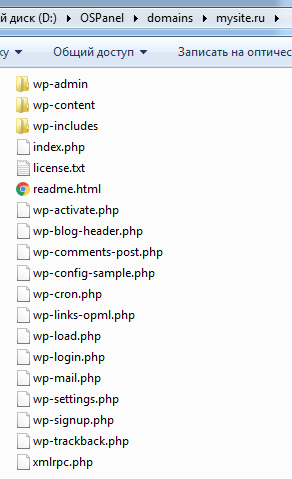 й диск (D:) ▸ OSPanel ▸ domains ▸ mysite.ru ▸
ку ▾ Общий доступ ▾ Записать на оптичес
wp-admin
wp-content
wp-includes
index.php
license.txt
readme.html
wp-activate.php
wp-blog-header.php
wp-comments-post.php
wp-config-sample.php
wp-cron.php
wp-links-opml.php
wp-load.php
wp-login.php
wp-mail.php
wp-settings.php
wp-signup.php
wp-trackback.php
xmlrpc.php